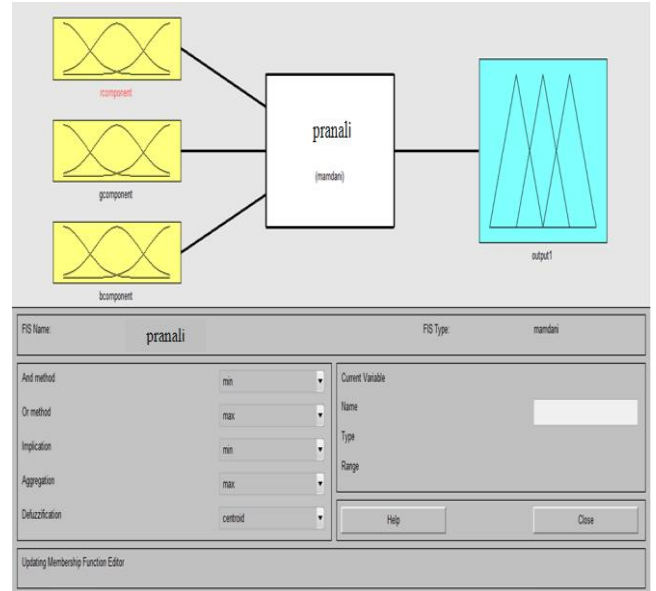 rcomponent
pranali
(mamdani)
gcomponent
output1
bcomponent
FIS Name: pranali FIS Type: mamdani
And method min
Or method max
Implication min
Aggregation max
Defuzzification centroid
Current Variable
Name
Type
Range
Help Close
Updating Membership Function Editor